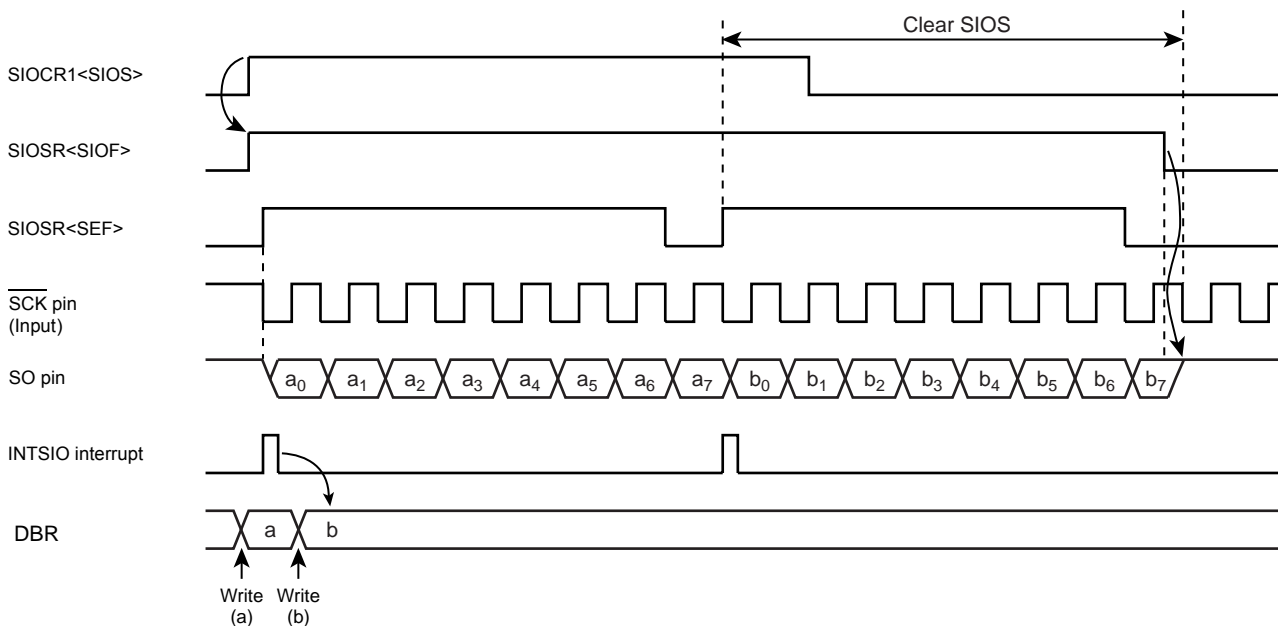 Clear SIOS
SIOCR1<SIOS>
SIOSR<SIOF>
SIOSR<SEF>
SCK pin
(Input)
SO pin
a0 a1 a2 a3 a4 a5 a6 a7 b0 b1 b2 b3 b4 b5 b6 b7
INTSIO interrupt
DBR
a b
Write Write
(a) (b)